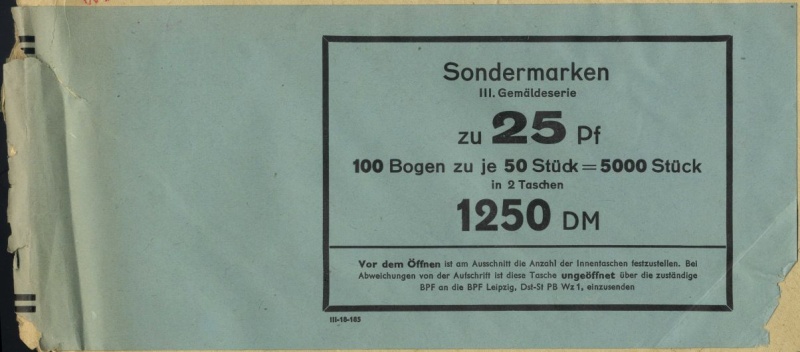 Sondermarken
III. Gemäldeserie
zu 25 Pf
100 Bogen zu je 50 Stück = 5000 Stück
in 2 Taschen
1250 DM
Vor dem Öffnen ist am Ausschnitt die Anzahl der Innentaschen festzustellen. Bei
Abweichungen von der Aufschrift ist diese Tasche ungeöffnet über die zuständige
BPF an die BPF Leipzig, Dst-St PB Wz 1, einzusenden
III-18-185